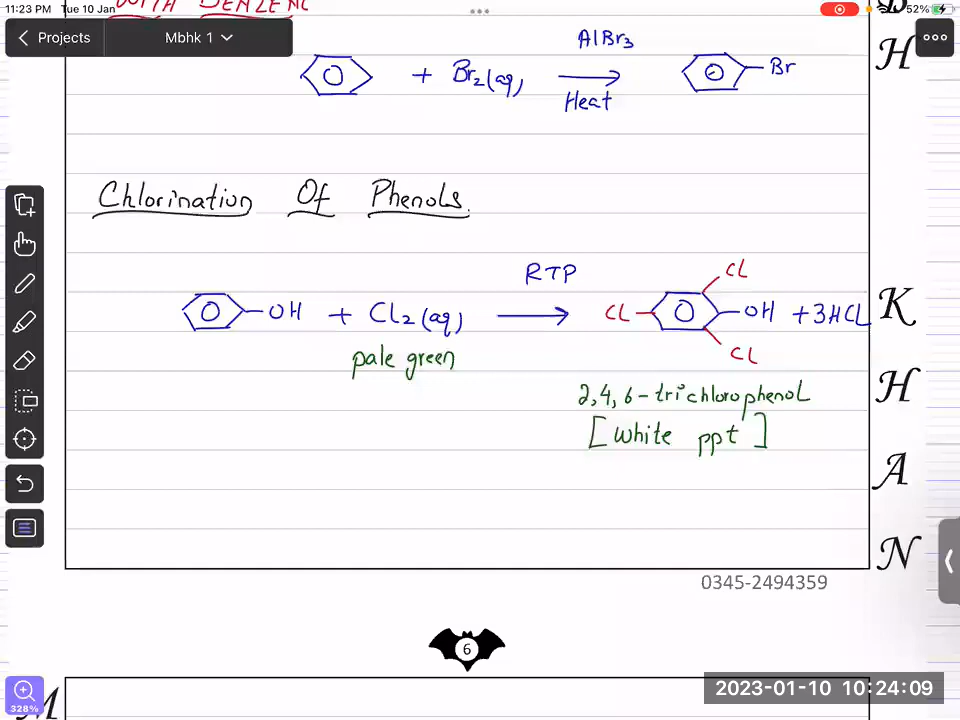 11:23 PM Tue 10 Jan
52%
WITH BENZENE
Projects
Mbhk 1
AlBr₃
+ Br₂(aq)
Br
Heat
H
Chlorination Of Phenols.
RTP
CL
OH + CL₂(aq)
CL
OH + 3HCL
CL
pale green
2,4,6-trichlorophenol
[white ppt]
K
H
A
N
0345-2494359
6
2023-01-10 10:24:09
328%
M